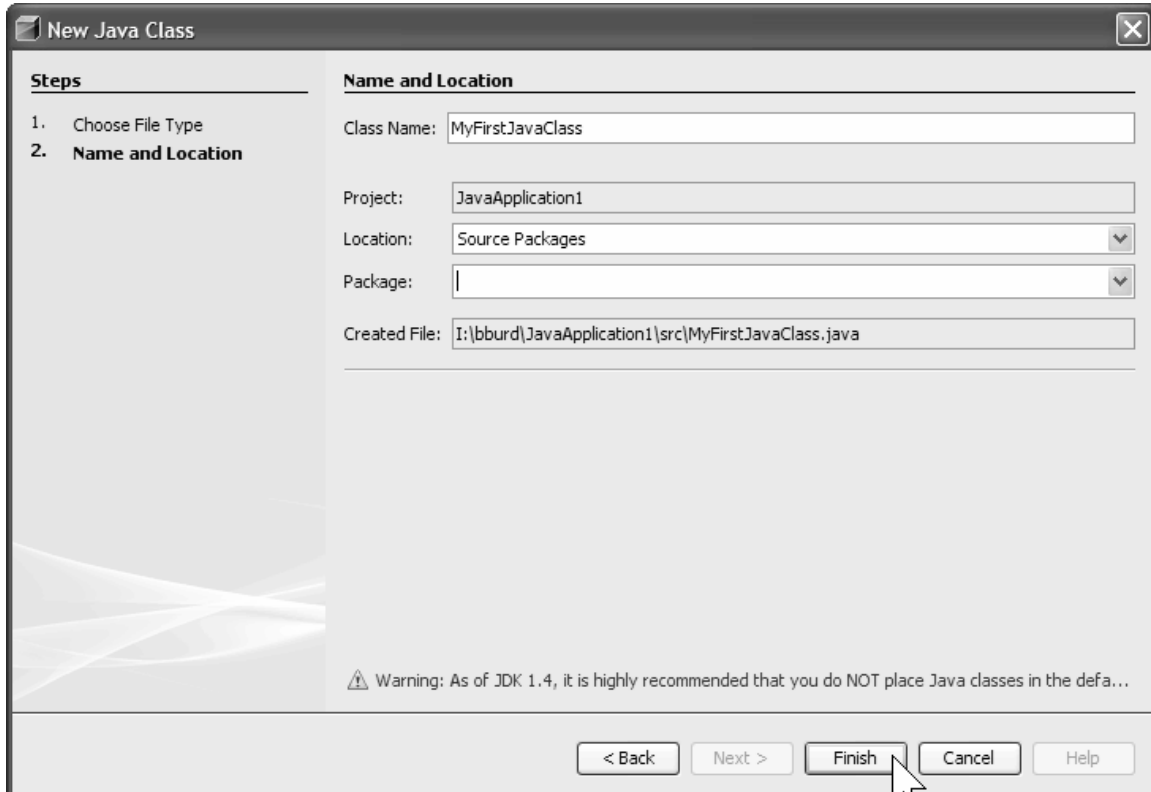 New Java Class
Steps
1. Choose File Type
2. Name and Location
Name and Location
Class Name: MyFirstJavaClass
Project: JavaApplication1
Location: Source Packages
Package:
Created File: I:\bburd\JavaApplication1\src\MyFirstJavaClass.java
Warning: As of JDK 1.4, it is highly recommended that you do NOT place Java classes in the defa...
< Back Next > Finish Cancel Help